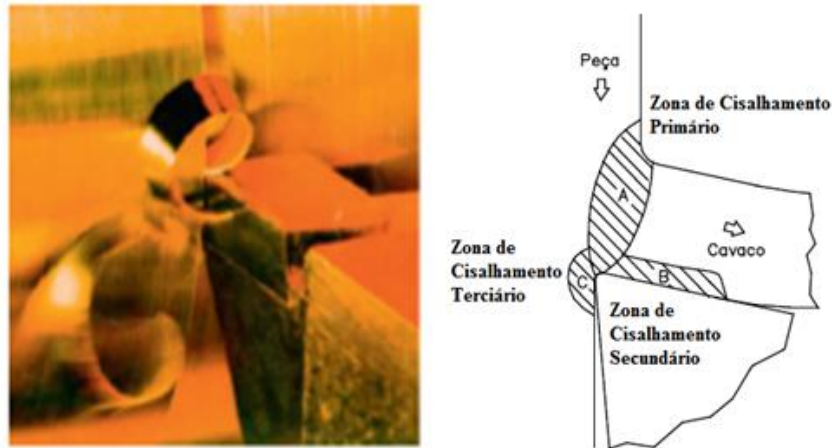 Peça
Zona de Cisalhamento
Primário
A
Cavaco
Zona de
Cisalhamento
Terciário
C
B
Zona de
Cisalhamento
Secundário